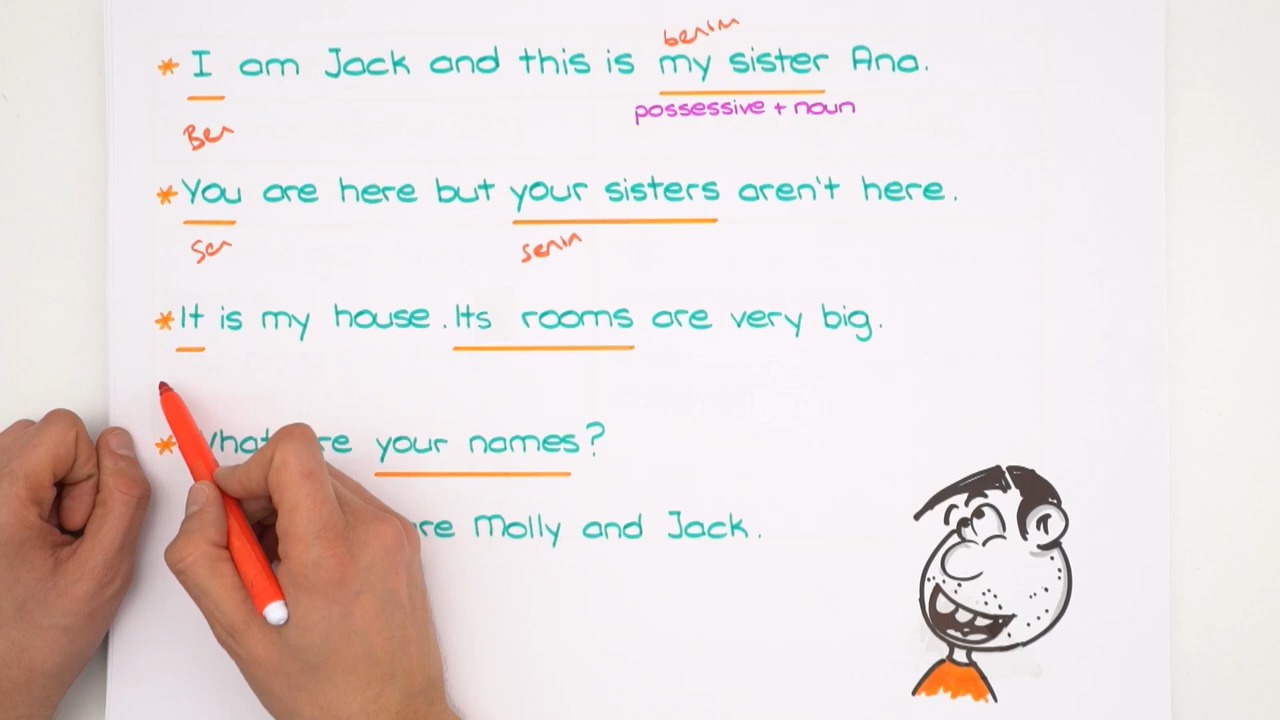 benim
* I am Jack and this is my sister Ana.
possessive + noun
Ben
* You are here but your sisters aren't here.
Sen
senin
* It is my house. Its rooms are very big.
* your names?
Molly and Jack.